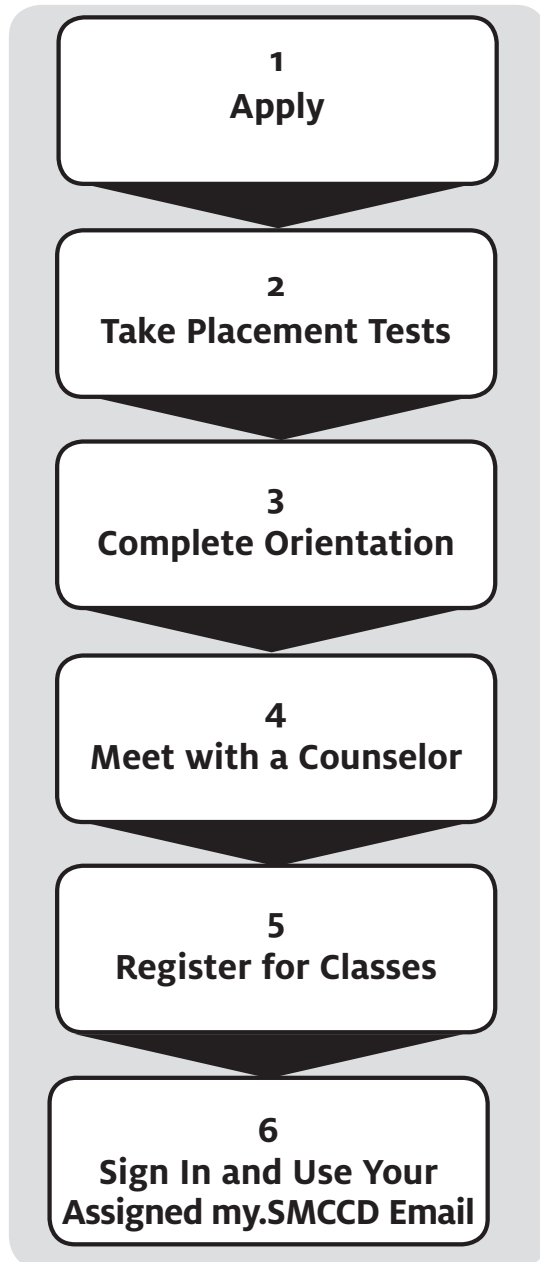 1
Apply
2
Take Placement Tests
3
Complete Orientation
4
Meet with a Counselor
5
Register for Classes
6
Sign In and Use Your
Assigned my.SMCCD Email